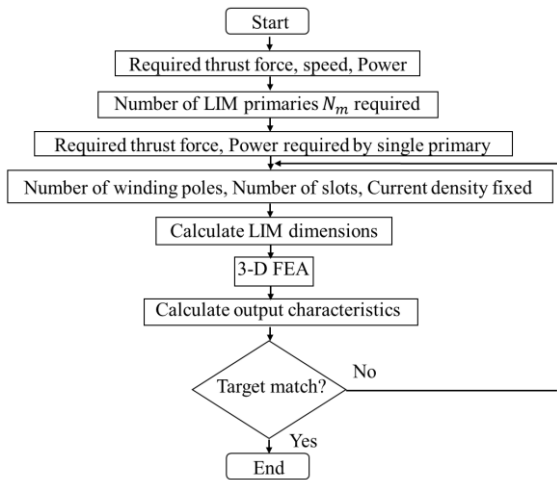 Start
Required thrust force, speed, Power
Number of LIM primaries N_m required
Required thrust force, Power required by single primary
Number of winding poles, Number of slots, Current density fixed
Calculate LIM dimensions
3-D FEA
Calculate output characteristics
Target match?
No
Yes
End